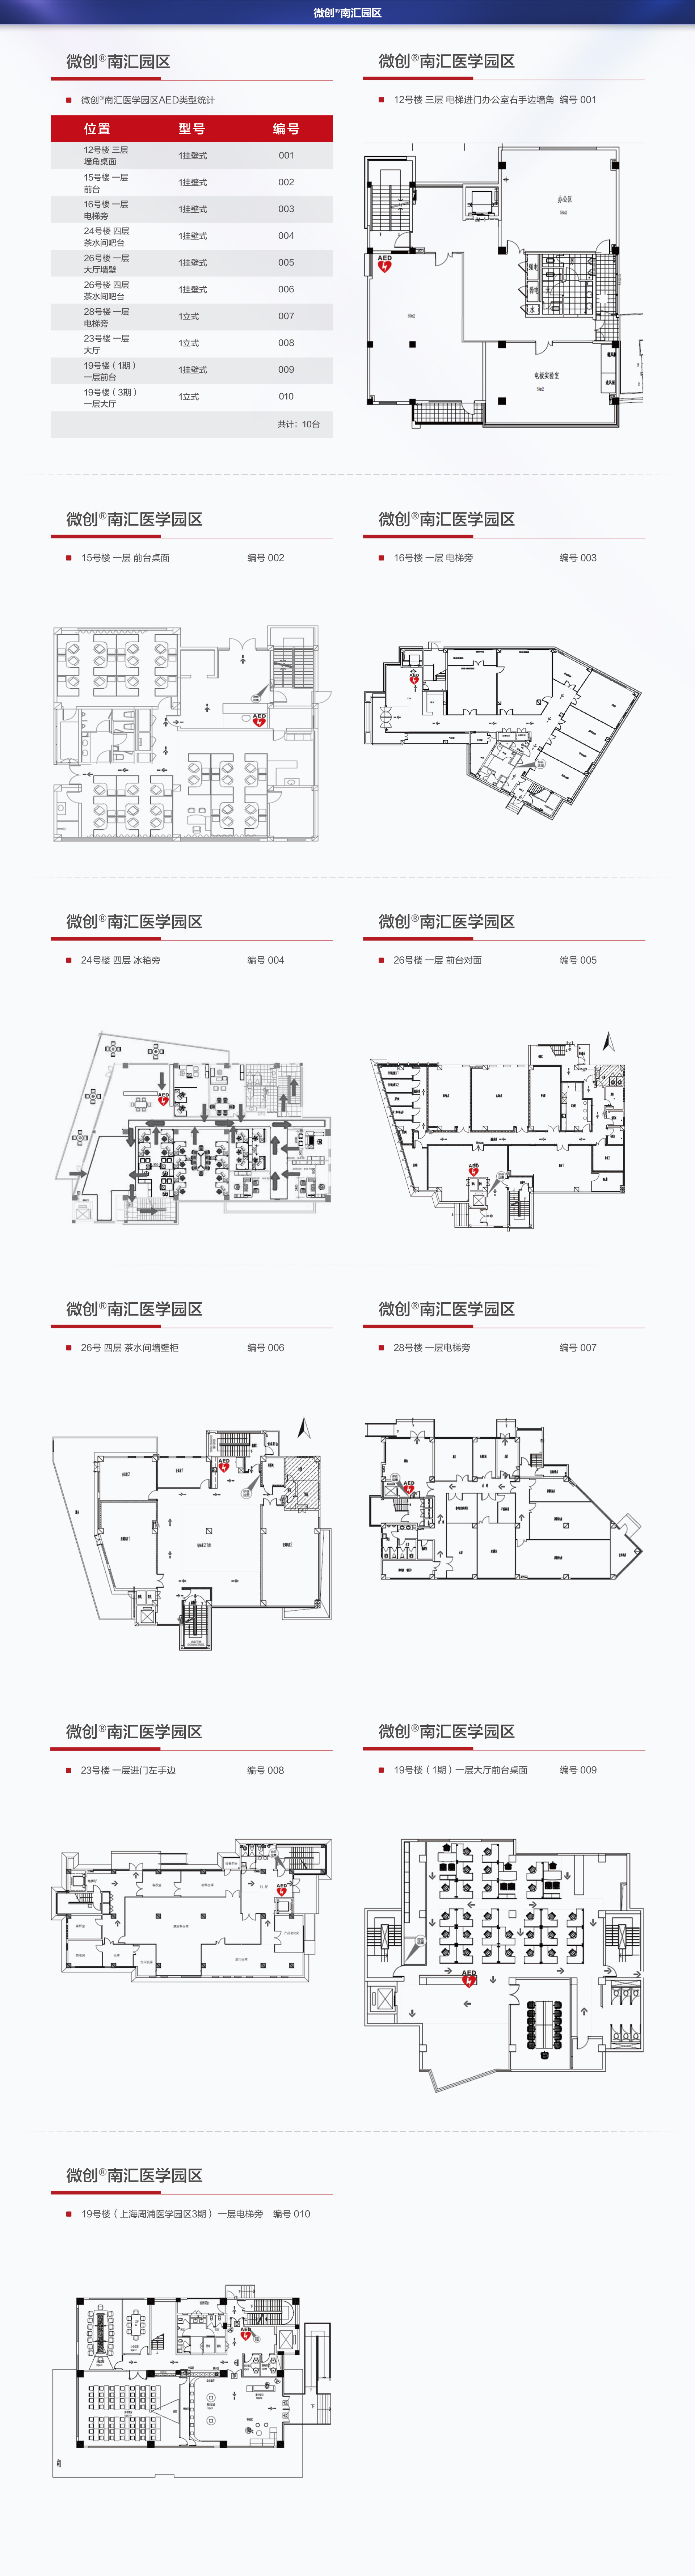 微创®南汇园区
微创®南汇园区
微创®南汇医学园区AED类型统计
位置 型号 编号
12号楼 三层
墙角桌面
1挂壁式 001
15号楼 一层
前台
1挂壁式 002
16号楼 一层
电梯旁
1挂壁式 003
24号楼 四层
茶水间吧台
1挂壁式 004
26号楼 一层
大厅墙壁
1挂壁式 005
26号楼 四层
茶水间吧台
1挂壁式 006
28号楼 一层
电梯旁
1立式 007
23号楼 一层
大厅
1立式 008
19号楼（1期）
一层前台
1挂壁式 009
19号楼（3期）
一层大厅
1立式 010
共计：10台
微创®南汇医学园区
12号楼 三层 电梯进门办公室右手边墙角 编号 001
办公区
AED
电梯实验室
微创®南汇医学园区
15号楼 一层 前台桌面 编号 002
AED
微创®南汇医学园区
16号楼 一层 电梯旁 编号 003
AED
微创®南汇医学园区
24号楼 四层 冰箱旁 编号 004
AED
微创®南汇医学园区
26号楼 一层 前台对面 编号 005
AED
微创®南汇医学园区
26号 四层 茶水间墙壁柜 编号 006
AED
微创®南汇医学园区
28号楼 一层电梯旁 编号 007
AED
微创®南汇医学园区
23号楼 一层进门左手边 编号 008
AED
微创®南汇医学园区
19号楼（1期）一层大厅前台桌面 编号 009
AED
微创®南汇医学园区
19号楼（上海周浦医学园区3期） 一层电梯旁 编号 010
AED
下